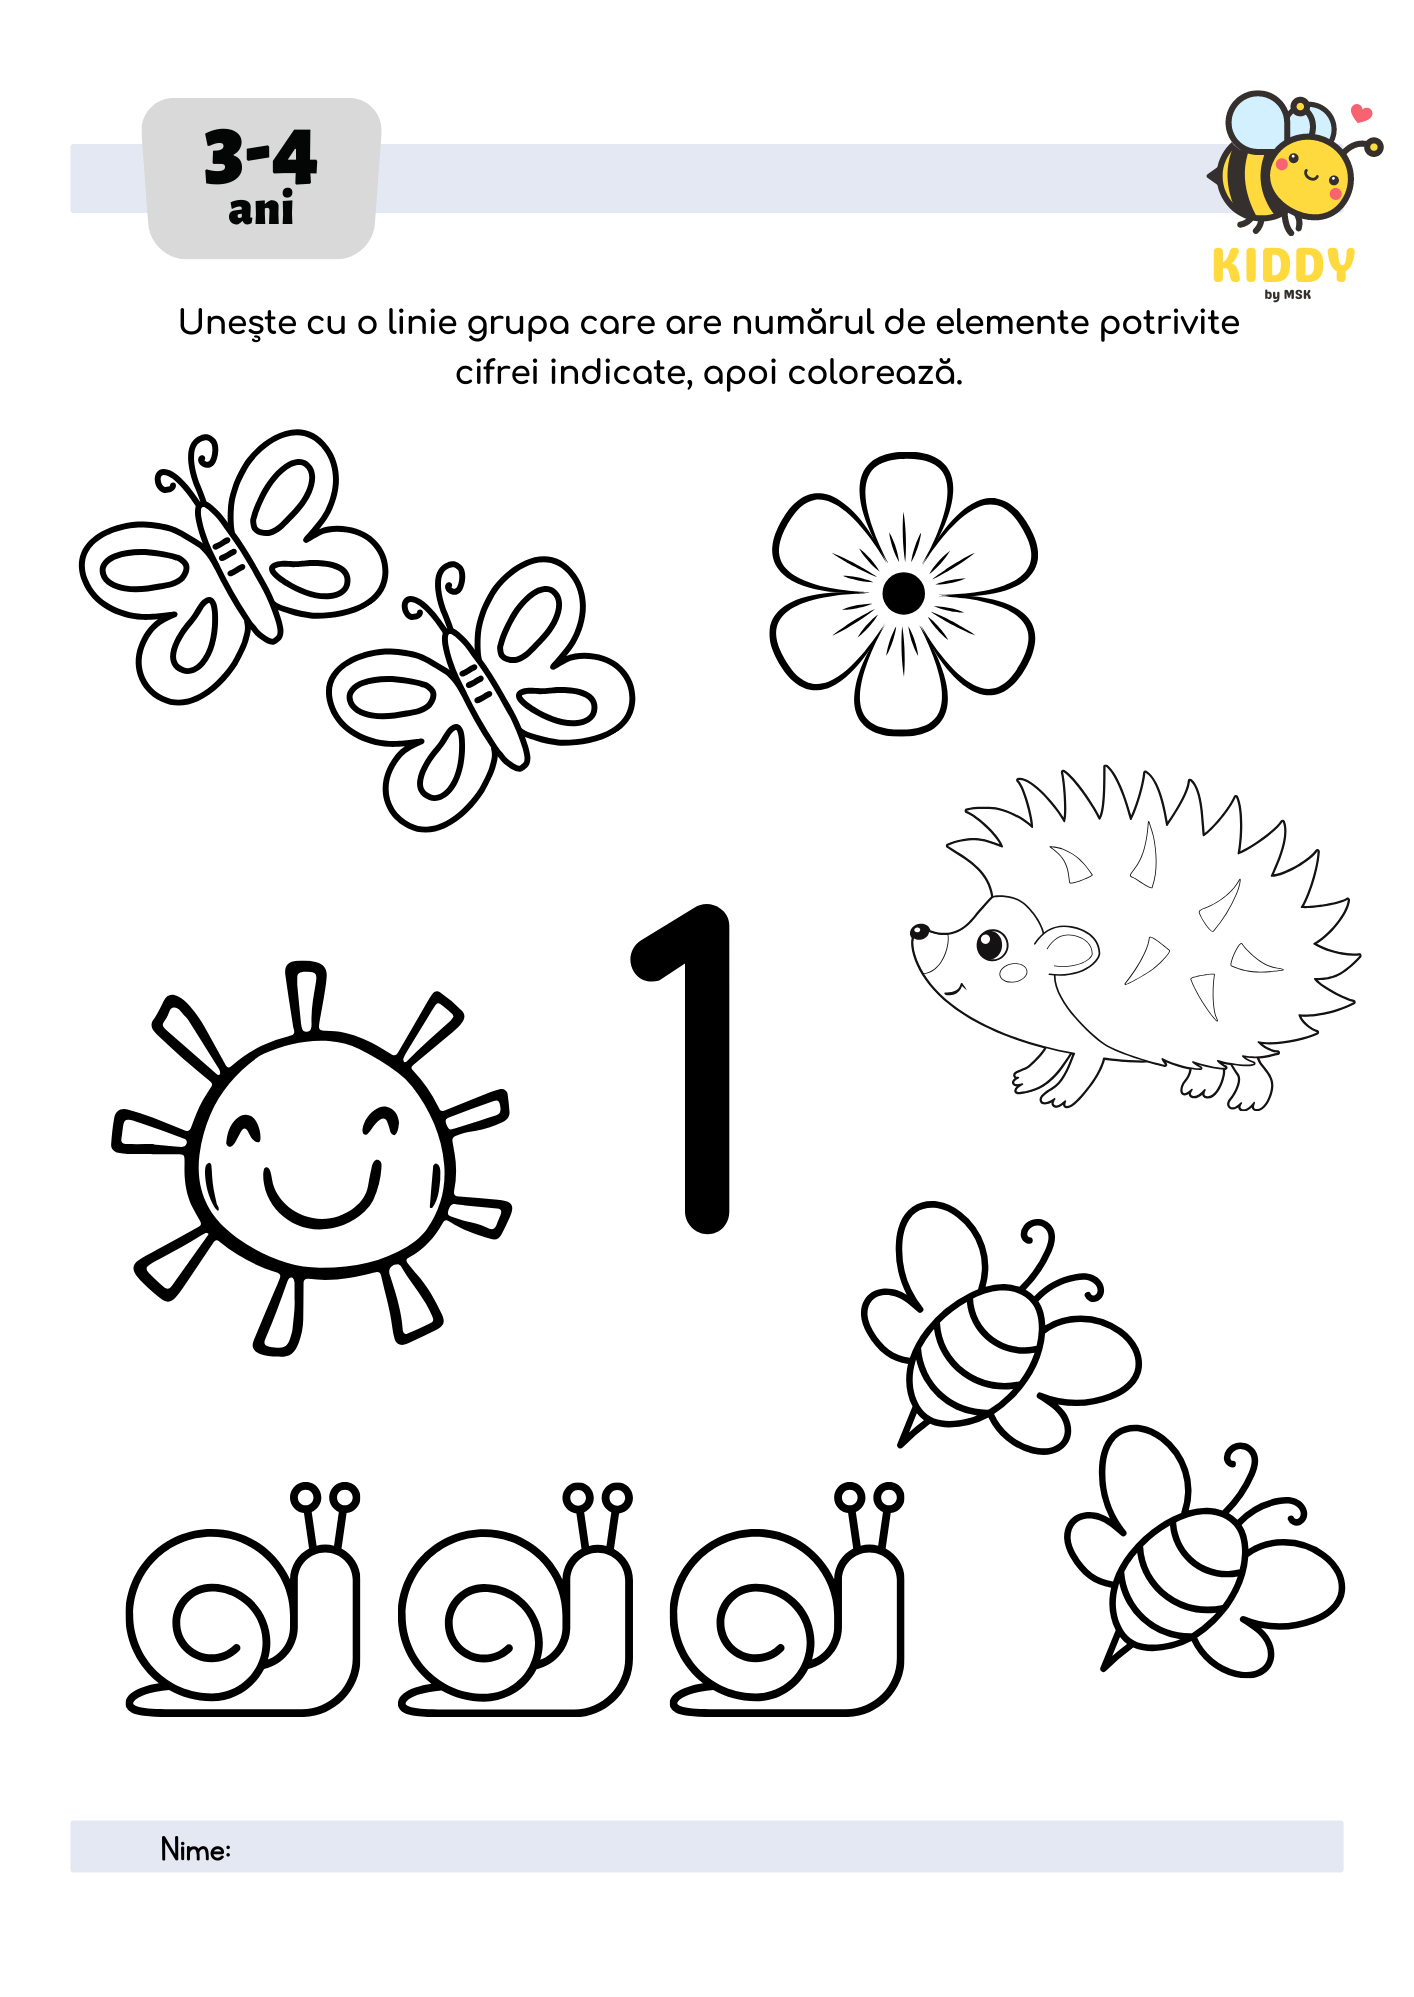 3-4
ani
KIDDY
by MSK
Unește cu o linie grupa care are numărul de elemente potrivite
cifrei indicate, apoi colorează.
1
Nime: